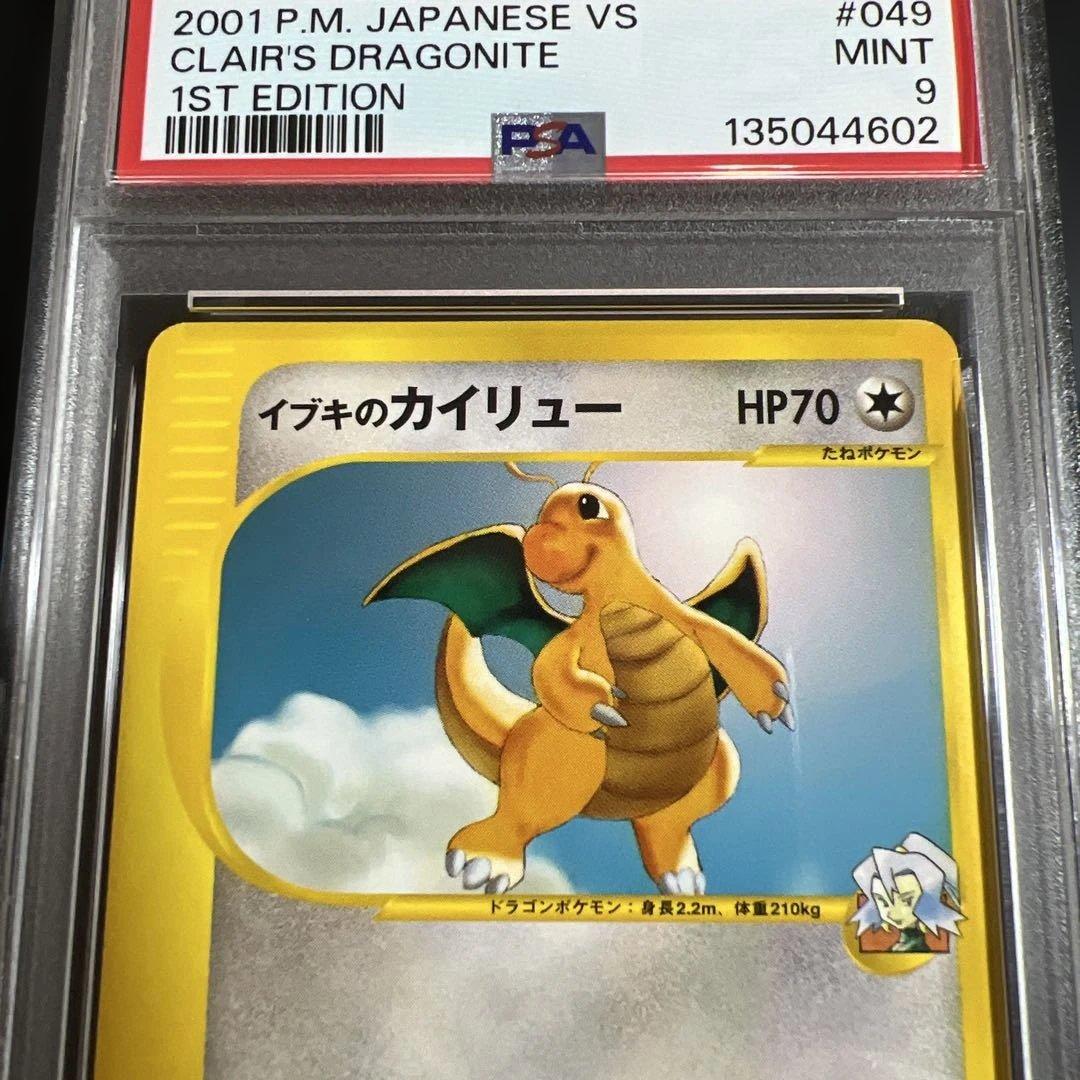 2001 P.M. JAPANESE VS #049
CLAIR'S DRAGONITE MINT
1ST EDITION 9
PSA 135044602
イブキのカイリュー HP70
たねポケモン
ドラゴンポケモン：身長2.2m、体重210kg